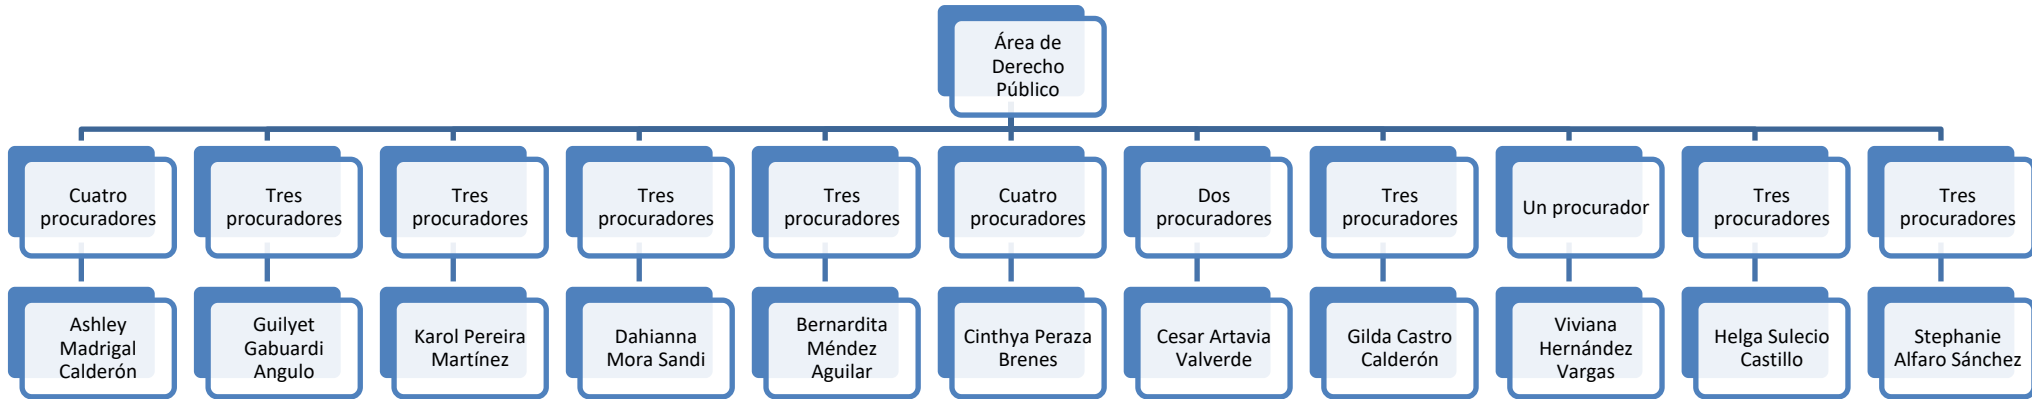 Área de
Derecho
Público
Cuatro
procuradores
Tres
procuradores
Tres
procuradores
Tres
procuradores
Tres
procuradores
Cuatro
procuradores
Dos
procuradores
Tres
procuradores
Un procurador
Tres
procuradores
Tres
procuradores
Ashley
Madrigal
Calderón
Guilyet
Gabuardi
Angulo
Karol Pereira
Martínez
Dahianna
Mora Sandi
Bernardita
Méndez
Aguilar
Cinthya Peraza
Brenes
Cesar Artavia
Valverde
Gilda Castro
Calderón
Viviana
Hernández
Vargas
Helga Sulecio
Castillo
Stephanie
Alfaro Sánchez